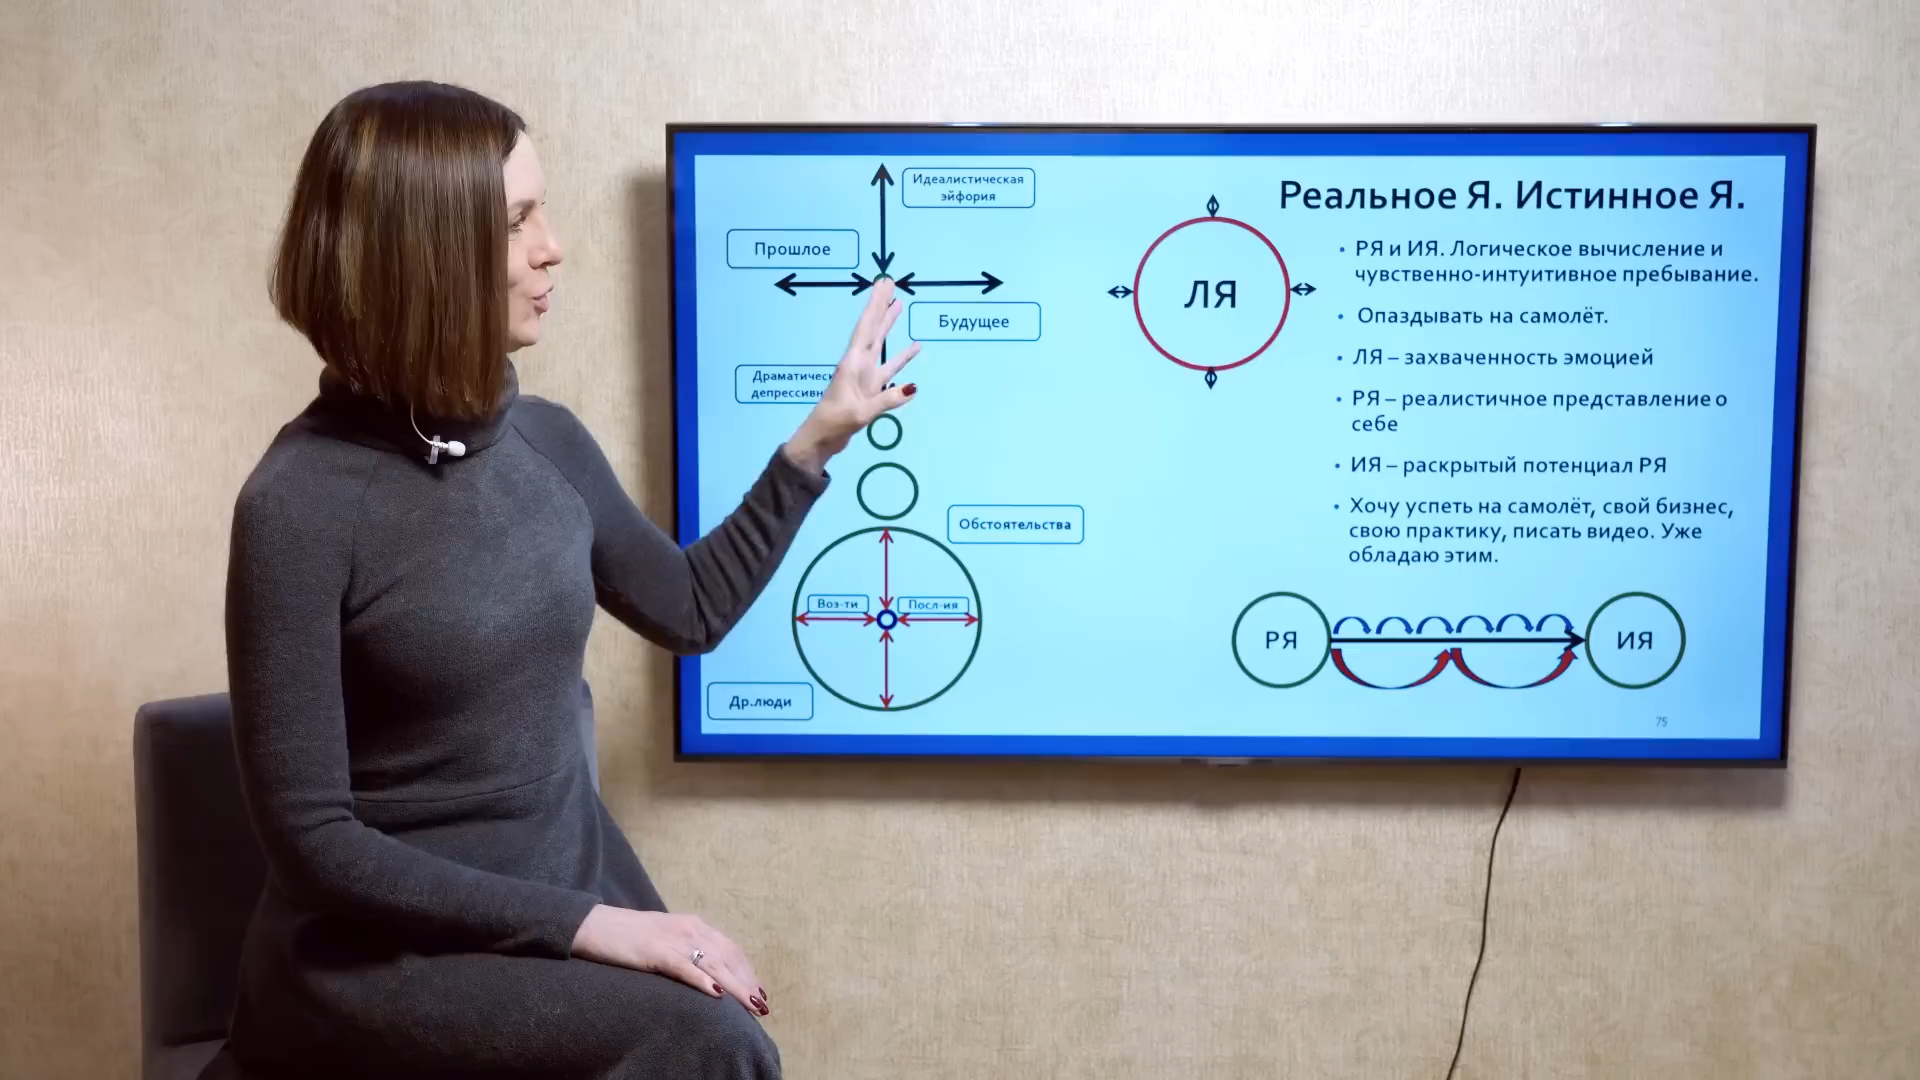 Идеалистическая
эйфория
Прошлое
Будущее
Обстоятельства
Воз-ти
Посл-ия
Др.люди
ЛЯ
Реальное Я. Истинное Я.
• РЯ и ИЯ. Логическое вычисление и
чувственно-интуитивное пребывание.
• Опаздывать на самолёт.
• ЛЯ – захваченность эмоцией
• РЯ – реалистичное представление о
себе
• ИЯ – раскрытый потенциал РЯ
• Хочу успеть на самолёт, свой бизнес,
свою практику, писать видео. Уже
обладаю этим.
РЯ
ИЯ
75